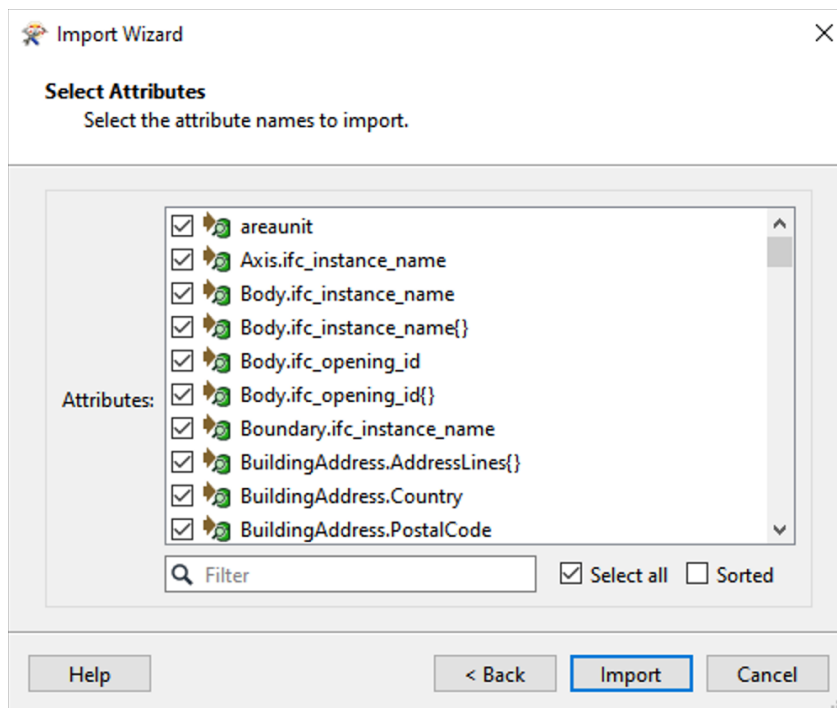 Import Wizard
Select Attributes
Select the attribute names to import.
Attributes:
areaunit
Axis.ifc_instance_name
Body.ifc_instance_name
Body.ifc_instance_name{}
Body.ifc_opening_id
Body.ifc_opening_id{}
Boundary.ifc_instance_name
BuildingAddress.AddressLines{}
BuildingAddress.Country
BuildingAddress.PostalCode
Filter Select all Sorted
Help < Back Import Cancel